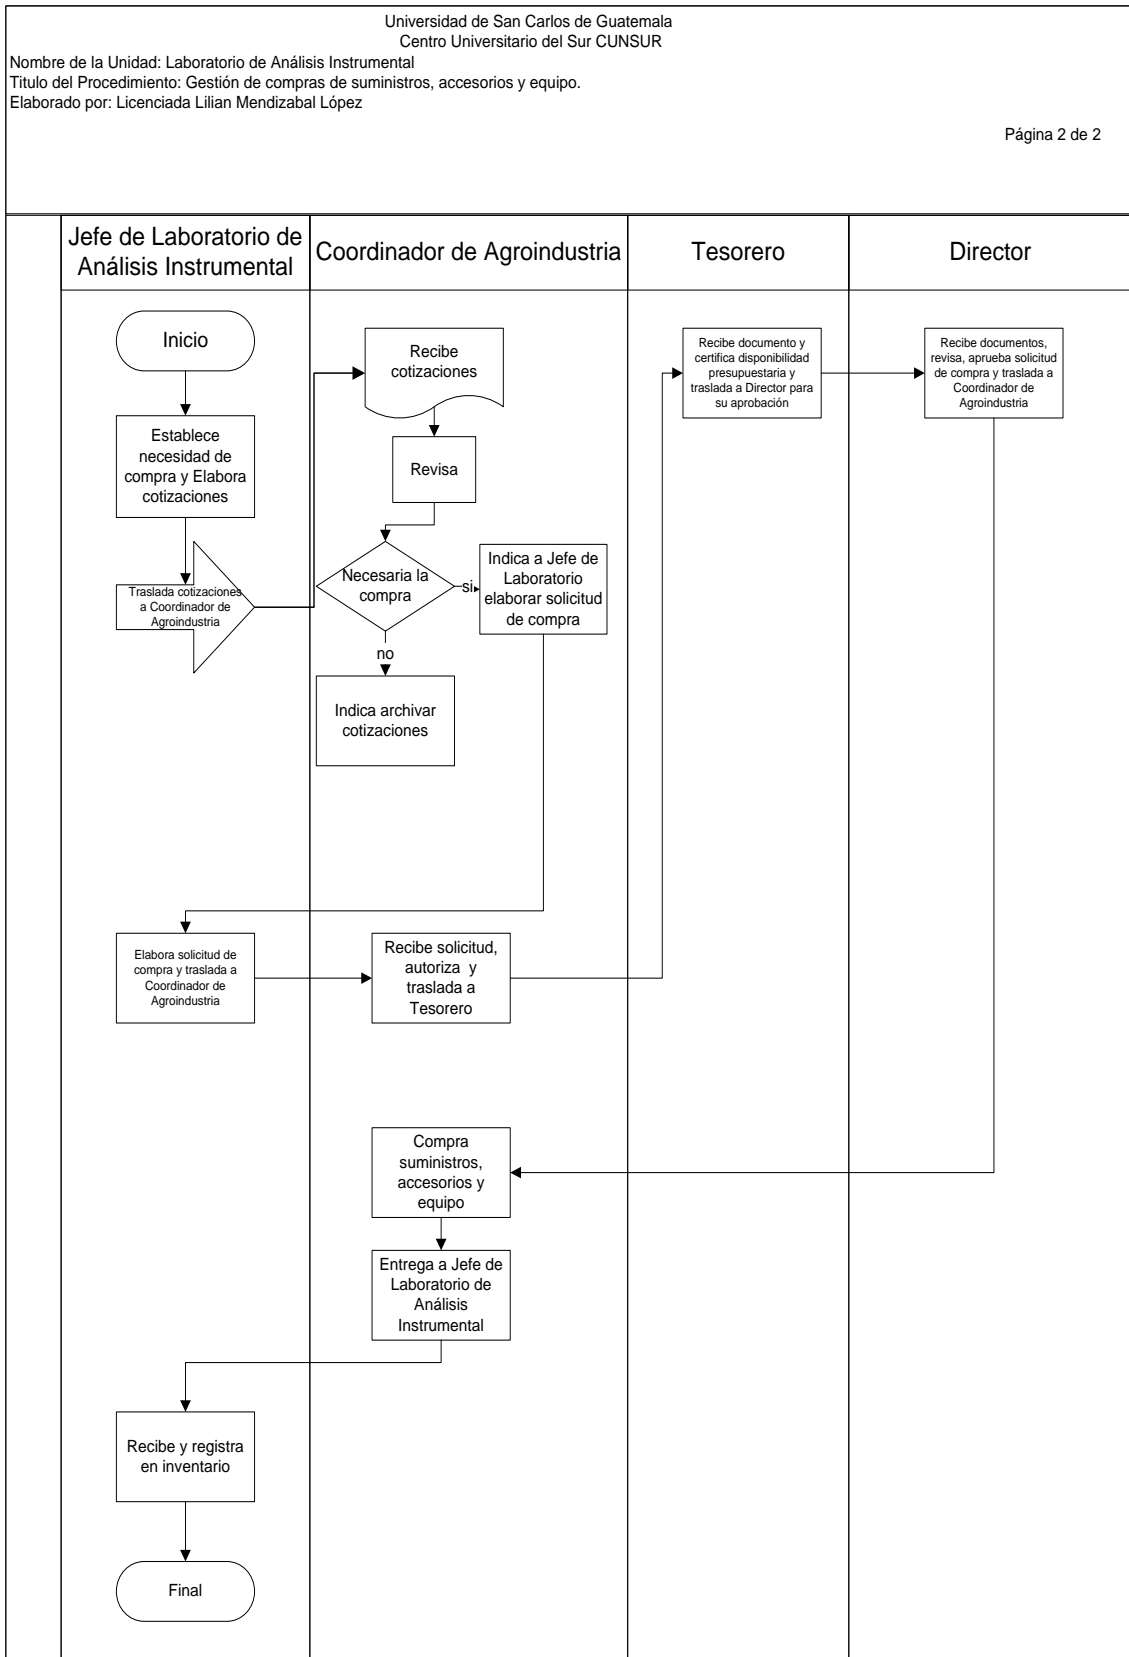 Universidad de San Carlos de Guatemala
Centro Universitario del Sur CUNSUR
Nombre de la Unidad: Laboratorio de Análisis Instrumental
Titulo del Procedimiento: Gestión de compras de suministros, accesorios y equipo.
Elaborado por: Licenciada Lilian Mendizabal López
Página 2 de 2
Jefe de Laboratorio de
Análisis Instrumental
Coordinador de Agroindustria
Tesorero
Director
Inicio
Establece
necesidad de
compra y Elabora
cotizaciones
Traslada cotizaciones
a Coordinador de
Agroindustria
Recibe
cotizaciones
Revisa
Necesaria la
compra
si
no
Indica a Jefe de
Laboratorio
elaborar solicitud
de compra
Indica archivar
cotizaciones
Recibe documento y
certifica disponibilidad
presupuestaria y
traslada a Director para
su aprobación
Recibe documentos,
revisa, aprueba solicitud
de compra y traslada a
Coordinador de
Agroindustria
Elabora solicitud de
compra y traslada a
Coordinador de
Agroindustria
Recibe solicitud,
autoriza y
traslada a
Tesorero
Compra
suministros,
accesorios y
equipo
Entrega a Jefe de
Laboratorio de
Análisis
Instrumental
Recibe y registra
en inventario
Final